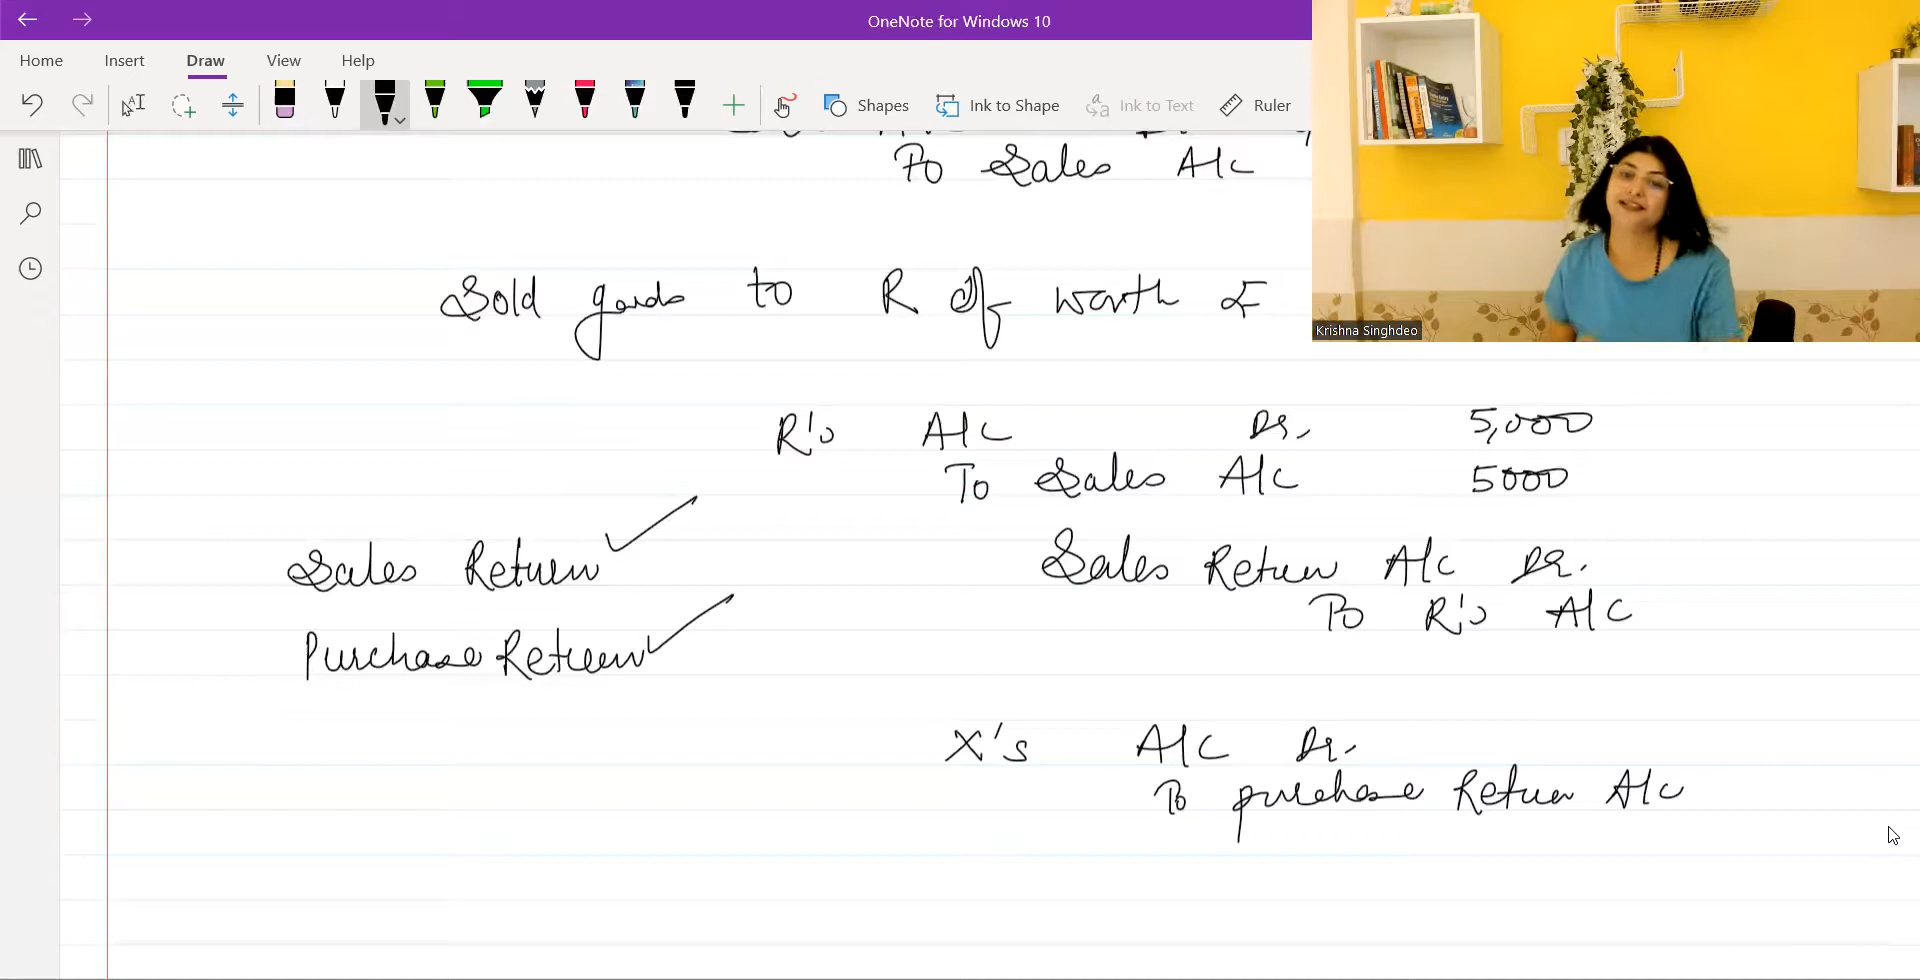 OneNote for Windows 10
Home Insert Draw View Help
Shapes Ink to Shape Ink to Text Ruler
To Sales A/c
Sold goods to R of worth ₹
Krishna Singhdeo
R's A/C Dr. 5,000
To Sales A/C 5000
Sales Return
Sales Return A/c Dr.
To R's A/C
Purchase Return
X's A/C Dr.
To purchase Return A/c